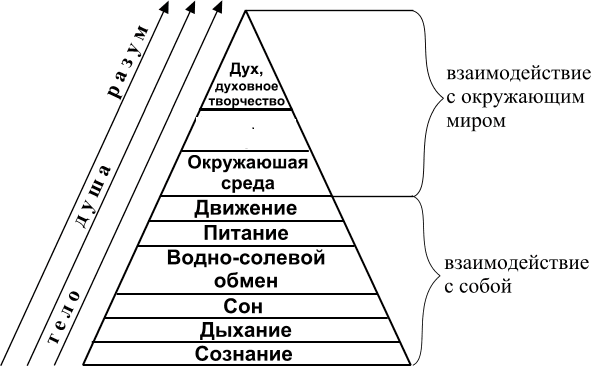 разум
душа
тело
Дух,
духовное
творчество
.
Окружаюшая
среда
Движение
Питание
Водно-солевой
обмен
Сон
Дыхание
Сознание
взаимодействие
с окружающим
миром
взаимодействие
с собой